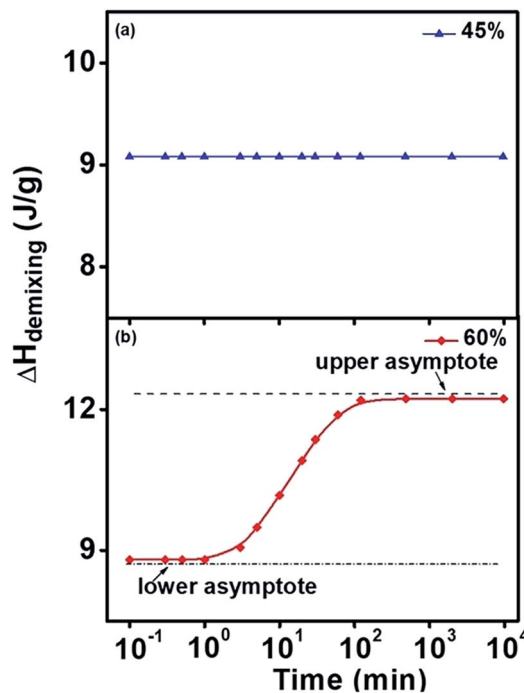 (a)
45%
10
9
8
ΔH_demixing (J/g)
(b)
60%
upper asymptote
12
9
lower asymptote
10⁻¹ 10⁰ 10¹ 10² 10³ 10⁴
Time (min)